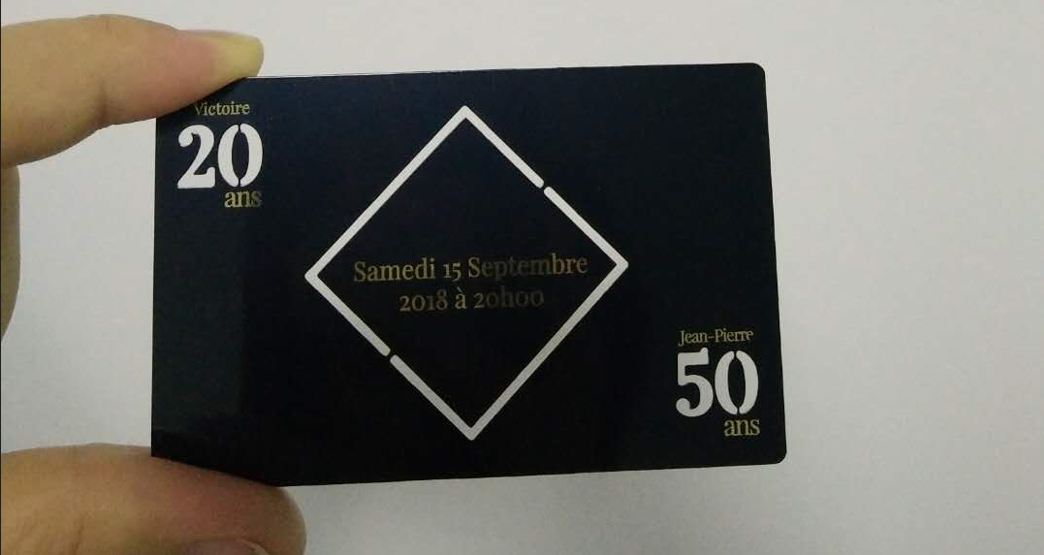 Victoire
20
ans
Samedi 15 Septembre
2018 à 20h00
Jean-Pierre
50
ans